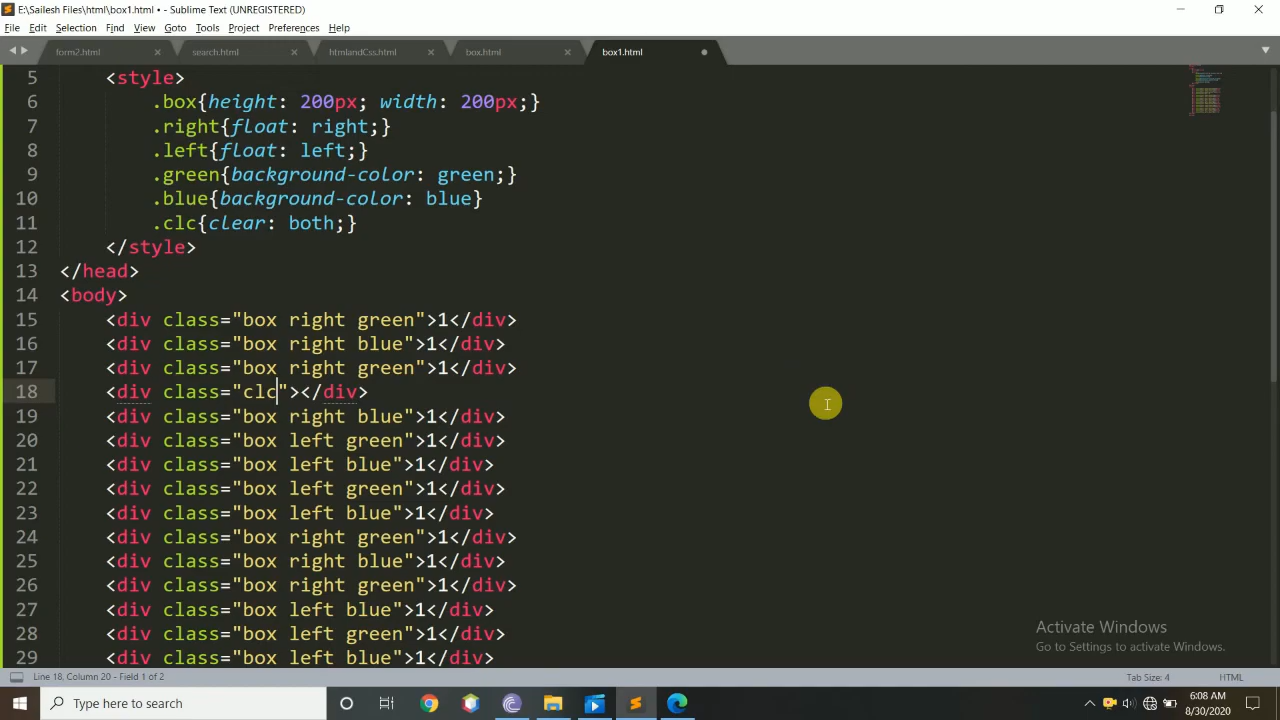 E:\Sailesh Files\html\box1.html • - Sublime Text (UNREGISTERED)
File Edit Selection Find View Goto Tools Project Preferences Help
form2.html search.html htmlandCss.html box.html box1.html
5 <style>
6 .box{height: 200px; width: 200px;}
7 .right{float: right;}
8 .left{float: left;}
9 .green{background-color: green;}
10 .blue{background-color: blue}
11 .clc{clear: both;}
12 </style>
13 </head>
14 <body>
15 <div class="box right green">1</div>
16 <div class="box right blue">1</div>
17 <div class="box right green">1</div>
18 <div class="clc"></div>
19 <div class="box right blue">1</div>
20 <div class="box left green">1</div>
21 <div class="box left blue">1</div>
22 <div class="box left green">1</div>
23 <div class="box left blue">1</div>
24 <div class="box right green">1</div>
25 <div class="box right blue">1</div>
26 <div class="box right green">1</div>
27 <div class="box left blue">1</div>
28 <div class="box left green">1</div>
29 <div class="box left blue">1</div>
Activate Windows
Go to Settings to activate Windows.
Line 18, Column 20 - Field 1 of 2 Tab Size: 4 HTML
Type here to search
6:08 AM
8/30/2020